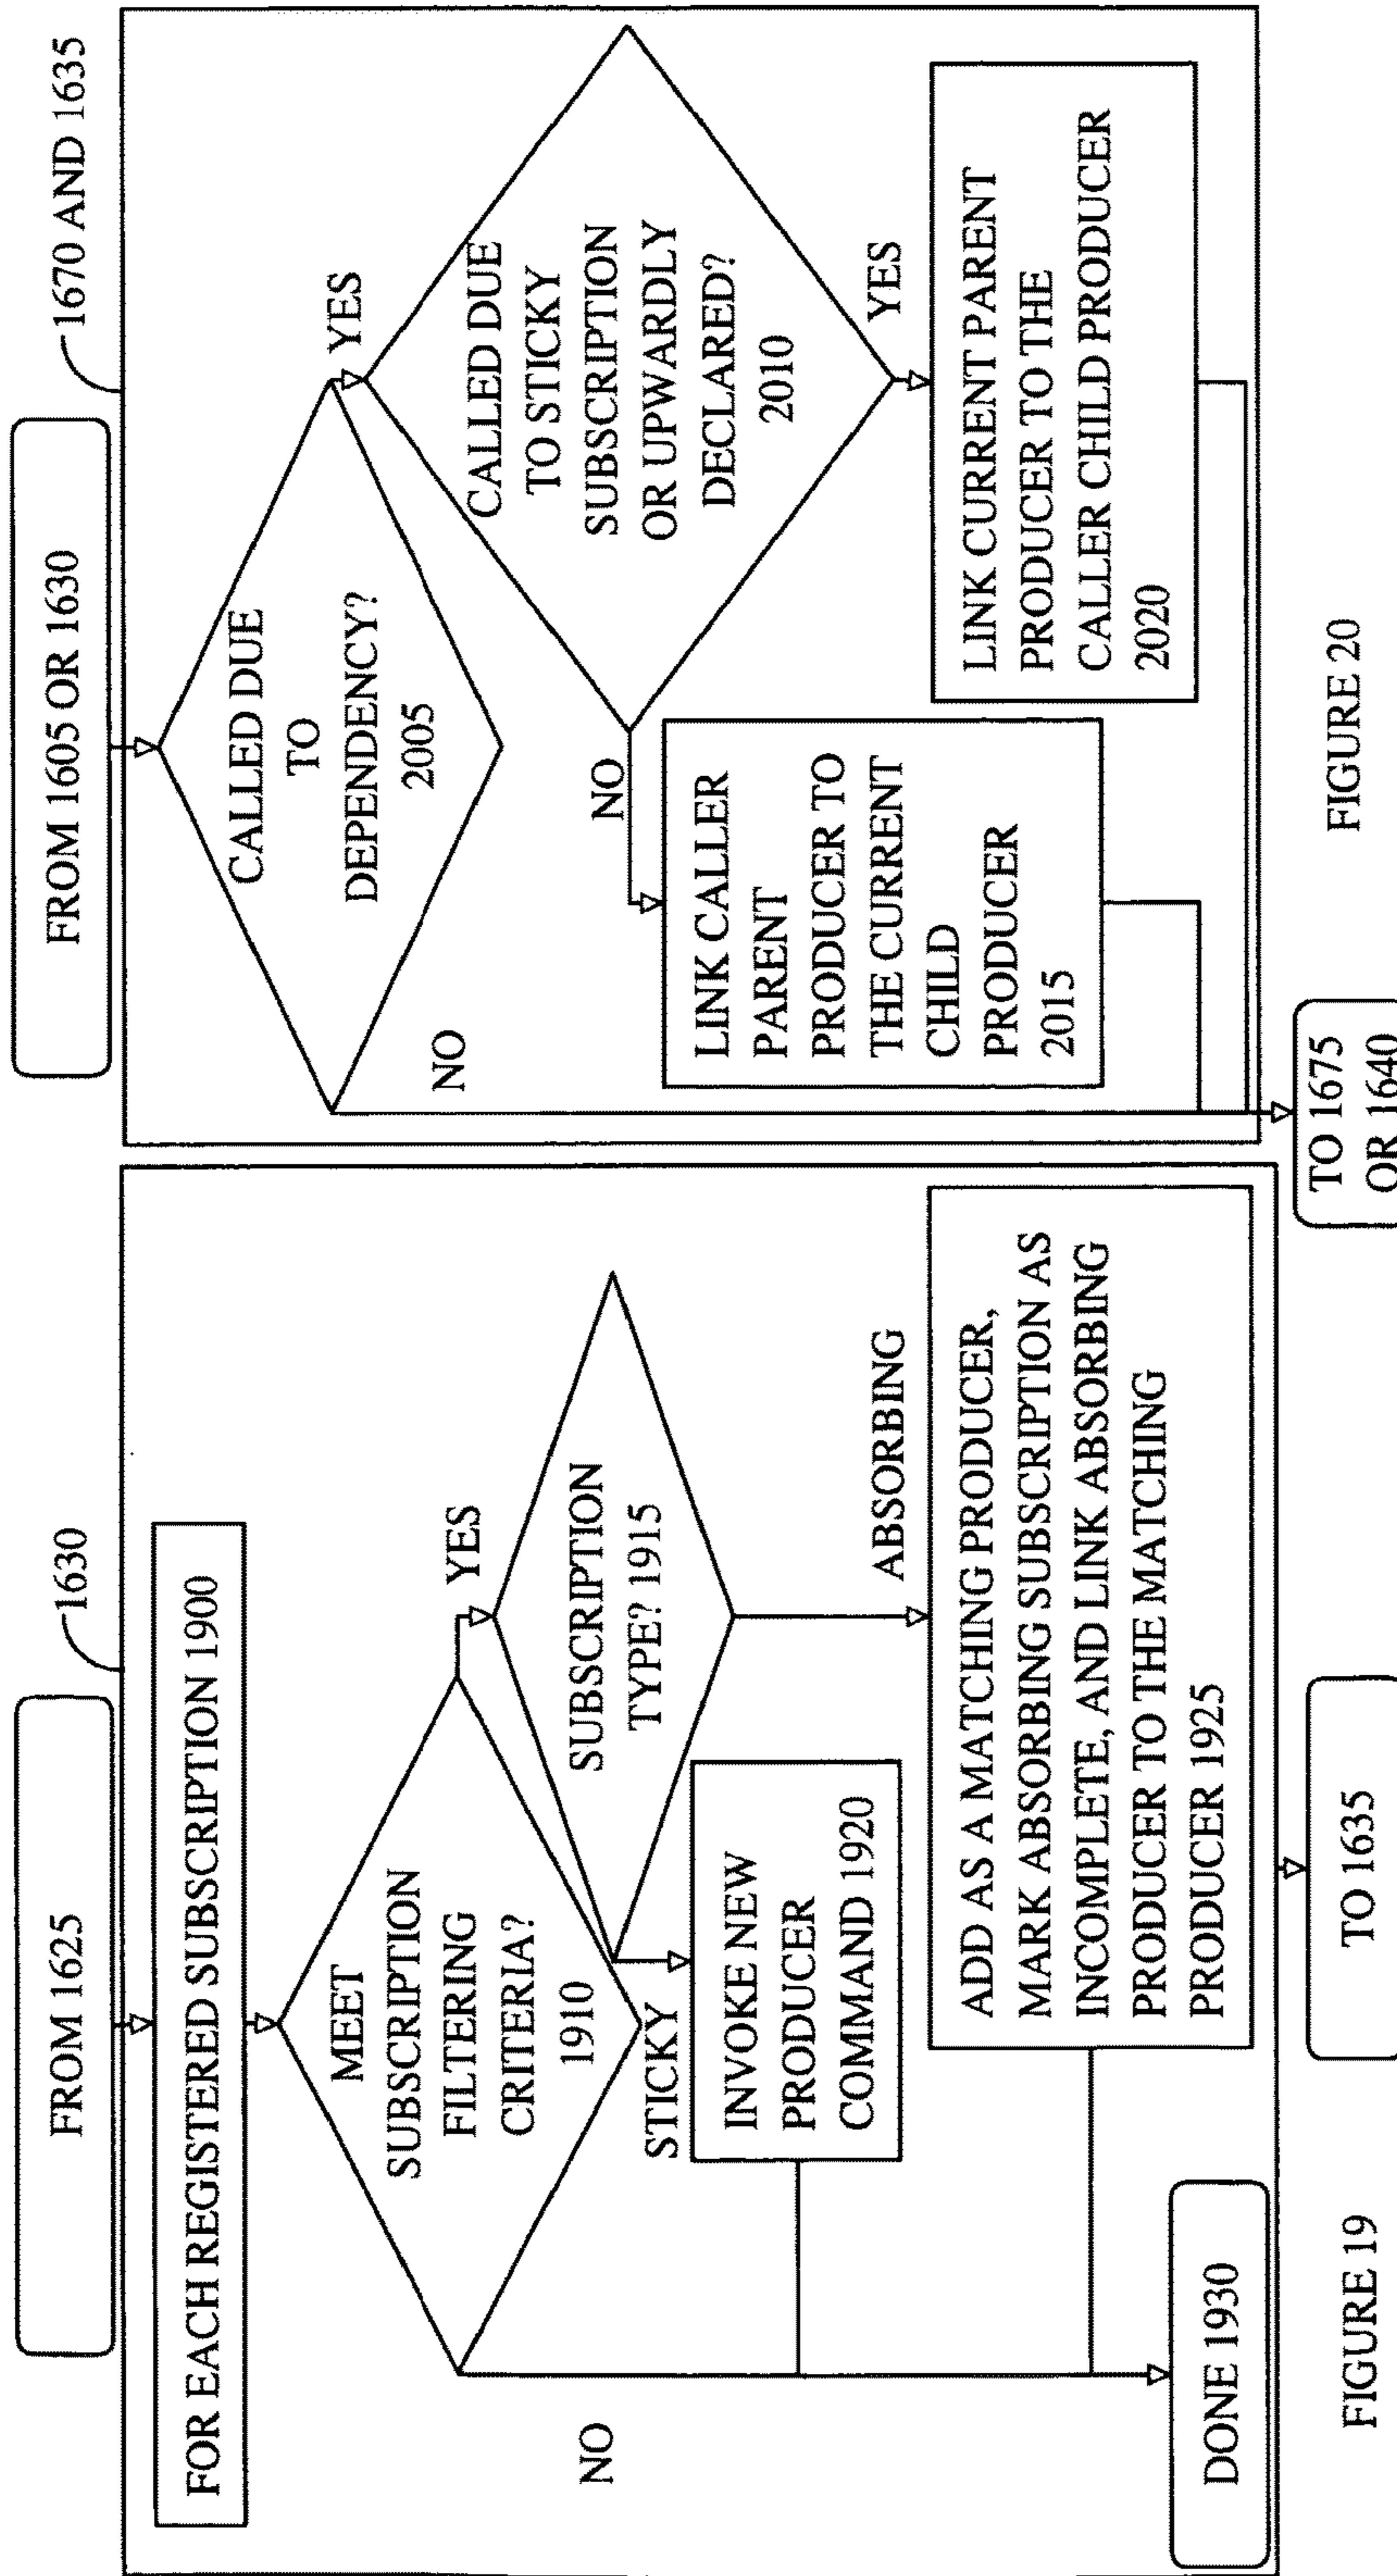 FROM 1625
1630
FOR EACH REGISTERED SUBSCRIPTION 1900
MEET
SUBSCRIPTION
FILTERING
CRITERIA?
1910
YES
NO
SUBSCRIPTION
TYPE? 1915
STICKY
ABSORBING
INVOKE NEW
PRODUCER
COMMAND 1920
ADD AS A MATCHING PRODUCER,
MARK ABSORBING SUBSCRIPTION AS
INCOMPLETE, AND LINK ABSORBING
PRODUCER TO THE MATCHING
PRODUCER 1925
DONE 1930
TO 1635
FIGURE 19
FROM 1605 OR 1630
1670 AND 1635
CALLED DUE
TO
DEPENDENCY?
2005
YES
NO
CALLED DUE
TO STICKY
SUBSCRIPTION
OR UPWARDLY
DECLARED?
2010
NO
YES
LINK CALLER
PARENT
PRODUCER TO
THE CURRENT
CHILD
PRODUCER
2015
LINK CURRENT PARENT
PRODUCER TO THE
CALLER CHILD PRODUCER
2020
TO 1675
OR 1640
FIGURE 20